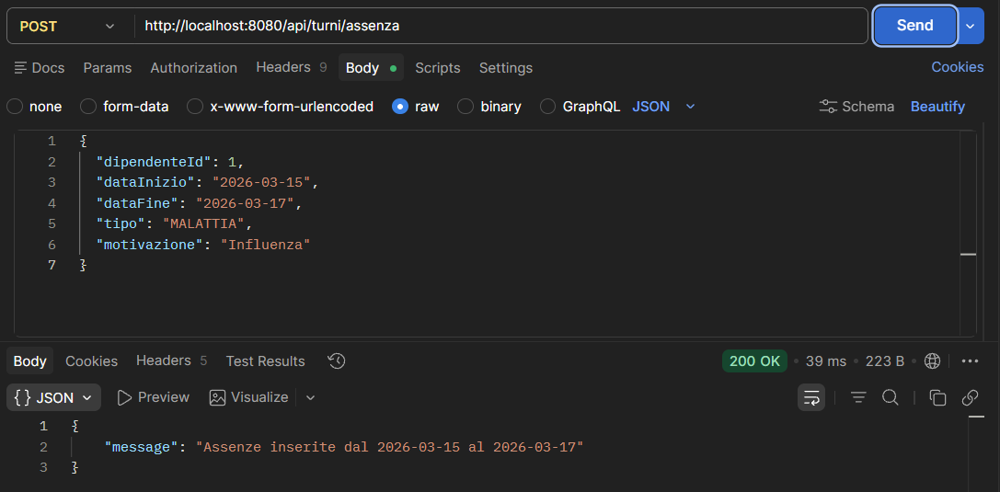 POST http://localhost:8080/api/turni/assenza Send
Docs Params Authorization Headers 9 Body Scripts Settings Cookies
none form-data x-www-form-urlencoded raw binary GraphQL JSON Schema Beautify
1 {
2 "dipendenteId": 1,
3 "dataInizio": "2026-03-15",
4 "dataFine": "2026-03-17",
5 "tipo": "MALATTIA",
6 "motivazione": "Influenza"
7 }
Body Cookies Headers 5 Test Results 200 OK • 39 ms • 223 B
{} JSON Preview Visualize
1 {
2 "message": "Assenze inserite dal 2026-03-15 al 2026-03-17"
3 }